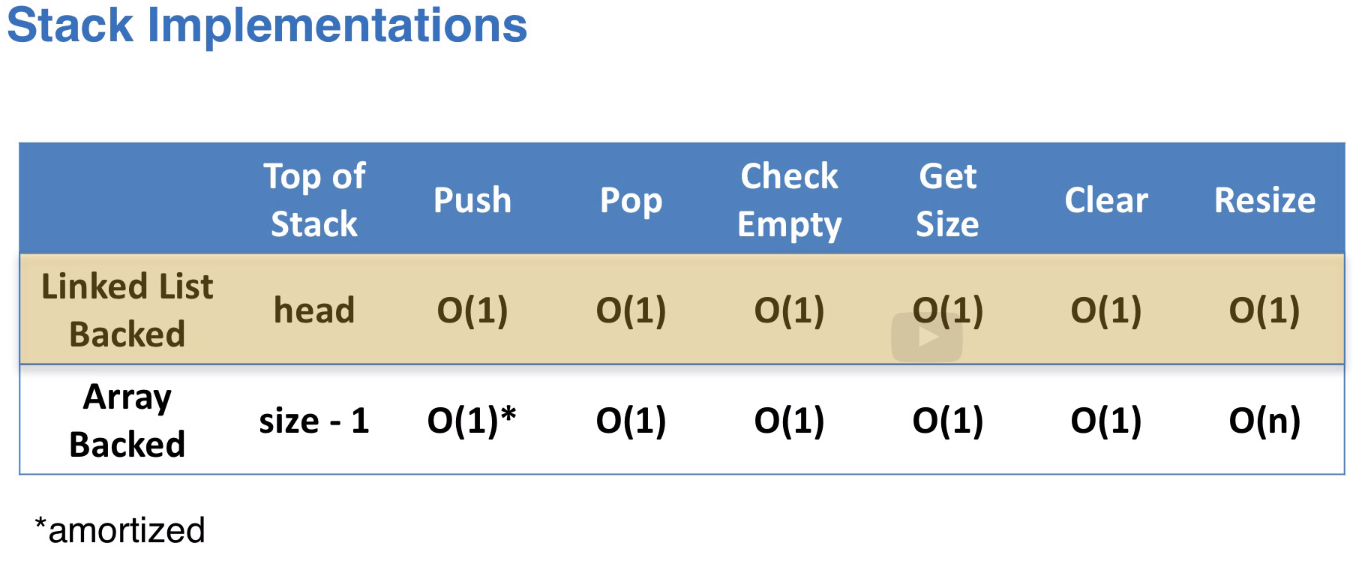 Stack Implementations
Top of Stack Push Pop Check Empty Get Size Clear Resize
Linked List Backed head O(1) O(1) O(1) O(1) O(1) O(1)
Array Backed size - 1 O(1)* O(1) O(1) O(1) O(1) O(n)
*amortized